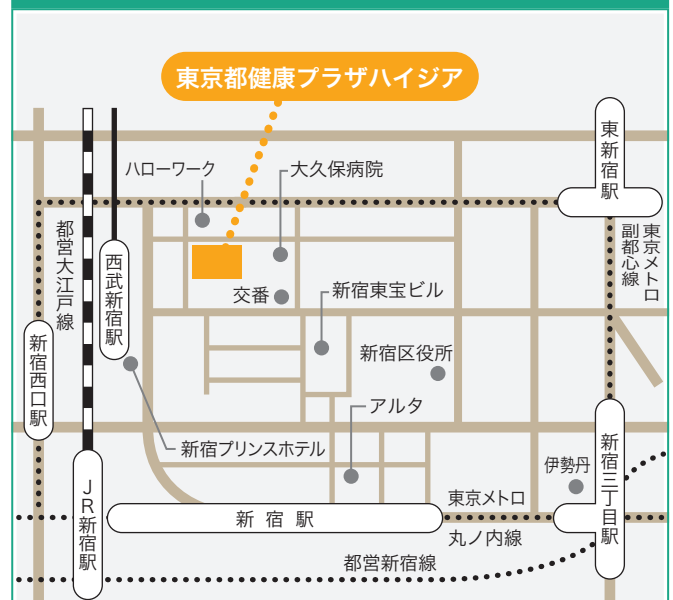 東京都健康プラザハイジア
東新宿駅
ハローワーク
大久保病院
都営大江戸線
西武新宿駅
東京メトロ
副都心線
交番
新宿東宝ビル
新宿西口駅
新宿区役所
アルタ
新宿プリンスホテル
伊勢丹
新宿三丁目駅
JR新宿駅
新宿駅
東京メトロ
丸ノ内線
都営新宿線